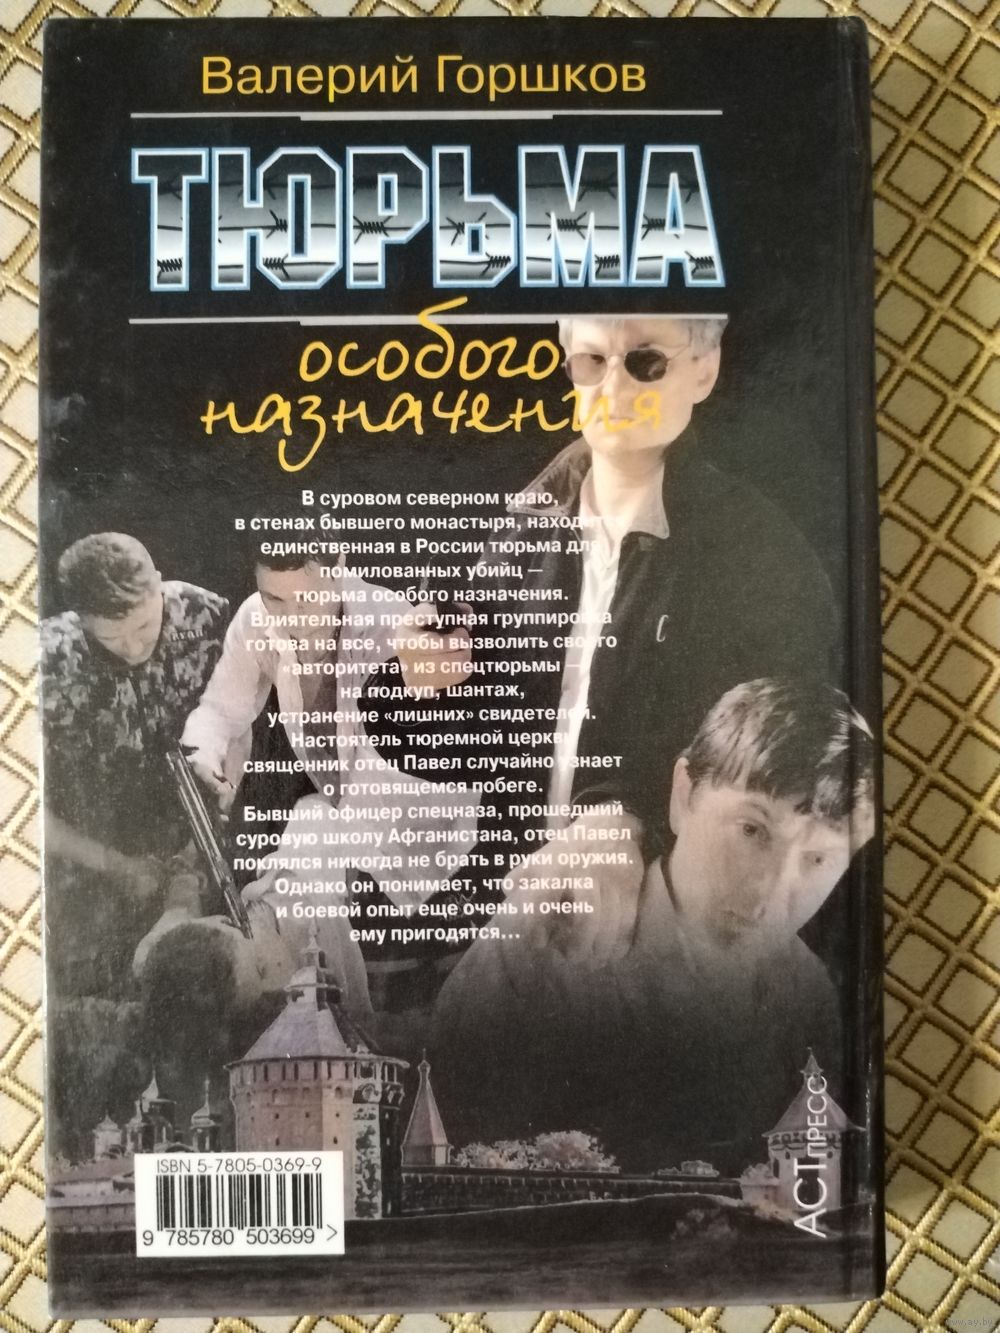 Валерий Горшков
ТЮРЬМА
особого
назначения
В суровом северном краю,
в стенах бывшего монастыря, находится
единственная в России тюрьма для
помилованных убийц —
тюрьма особого назначения.
Влиятельная преступная группировка
готова на все, чтобы вызволить своего
«авторитета» из спецтюрьмы —
на подкуп, шантаж,
устранение «лишних» свидетелей.
Настоятель тюремной церкви
священник отец Павел случайно узнает
о готовящемся побеге.
Бывший офицер спецназа, прошедший
суровую школу Афганистана, отец Павел
поклялся никогда не брать в руки оружия.
Однако он понимает, что закалка
и боевой опыт еще очень и очень
ему пригодятся...
ISBN 5-7805-0369-9
9 785780 503699 >
АСТ ПРЕСС
www.ay.by